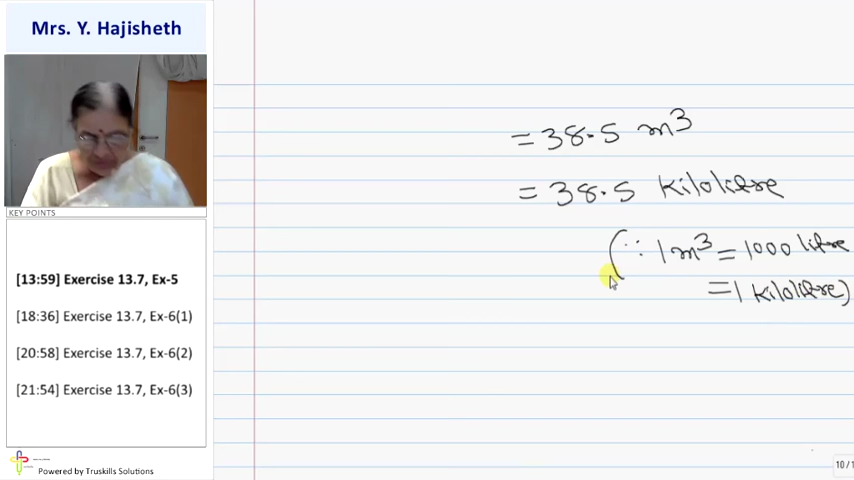 Mrs. Y. Hajisheth
KEY POINTS
[13:59] Exercise 13.7, Ex-5
[18:36] Exercise 13.7, Ex-6(1)
[20:58] Exercise 13.7, Ex-6(2)
[21:54] Exercise 13.7, Ex-6(3)
Powered by Truskills Solutions
= 38.5 m³
= 38.5 Kilolitre
(∵ 1 m³ = 1000 litre
= 1 Kilolitre)
10/1